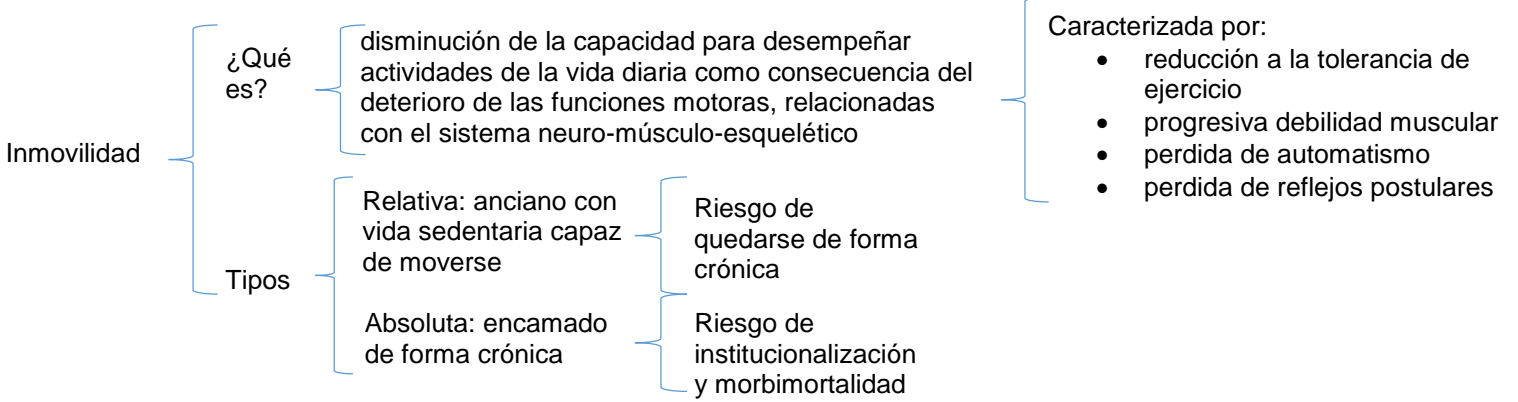 Inmovilidad
¿Qué
es?
disminución de la capacidad para desempeñar
actividades de la vida diaria como consecuencia del
deterioro de las funciones motoras, relacionadas
con el sistema neuro-músculo-esquelético
Caracterizada por:
• reducción a la tolerancia de
ejercicio
• progresiva debilidad muscular
• perdida de automatismo
• perdida de reflejos postulares
Tipos
Relativa: anciano con
vida sedentaria capaz
de moverse
Riesgo de
quedarse de forma
crónica
Absoluta: encamado
de forma crónica
Riesgo de
institucionalización
y morbimortalidad